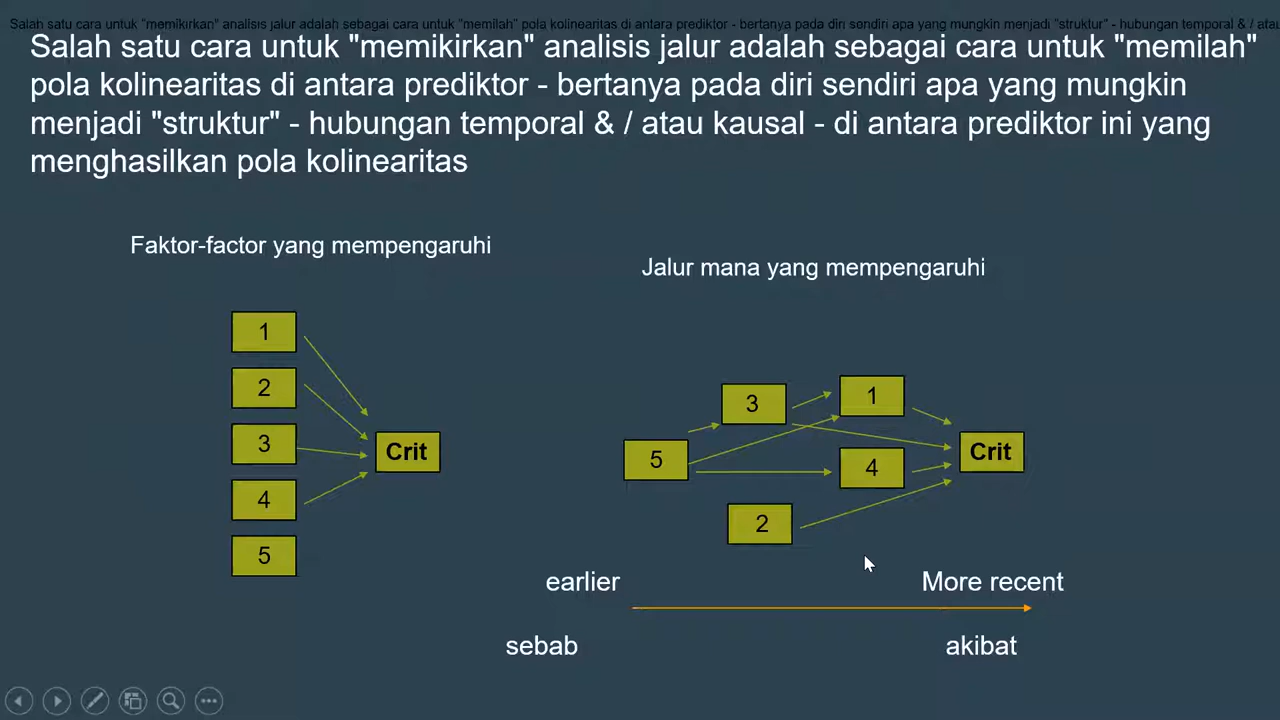 Salah satu cara untuk "memikirkan" analisis jalur adalah sebagai cara untuk "memilah" pola kolinearitas di antara prediktor - bertanya pada diri sendiri apa yang mungkin menjadi "struktur" - hubungan temporal & / atau
Salah satu cara untuk "memikirkan" analisis jalur adalah sebagai cara untuk "memilah"
pola kolinearitas di antara prediktor - bertanya pada diri sendiri apa yang mungkin
menjadi "struktur" - hubungan temporal & / atau kausal - di antara prediktor ini yang
menghasilkan pola kolinearitas
Faktor-factor yang mempengaruhi
Jalur mana yang mempengaruhi
1
2
3
4
5
Crit
3
1
5
4
2
Crit
earlier
More recent
sebab
akibat